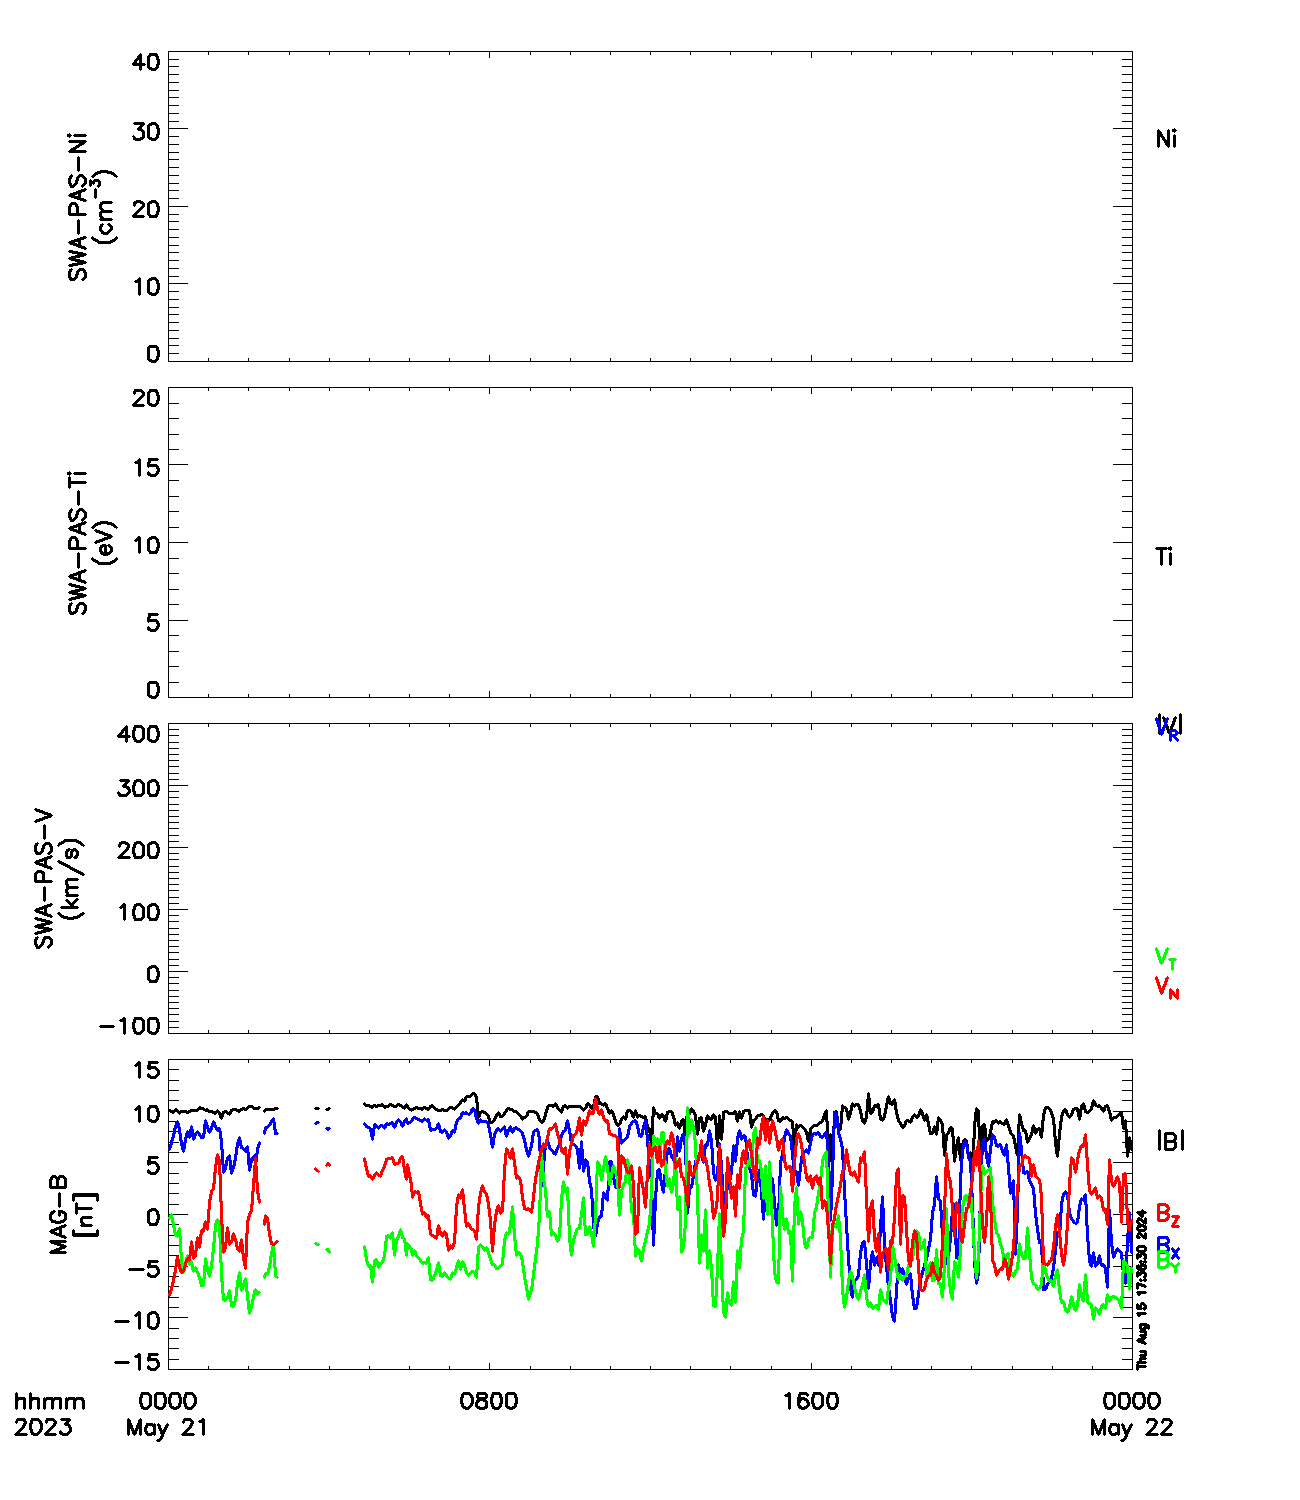 40
30
20
10
0
SWA-PAS-Ni
(cm-3)
Ni
20
15
10
5
0
SWA-PAS-Ti
(eV)
Ti
400
300
200
100
0
-100
SWA-PAS-V
(km/s)
|V|
VR
VT
VN
15
10
5
0
-5
-10
-15
MAG-B
[nT]
|B|
BZ
BX
BY
Thu Aug 15 17:36:30 2024
hhmm 0000 0800 1600 0000
2023 May 21 May 22